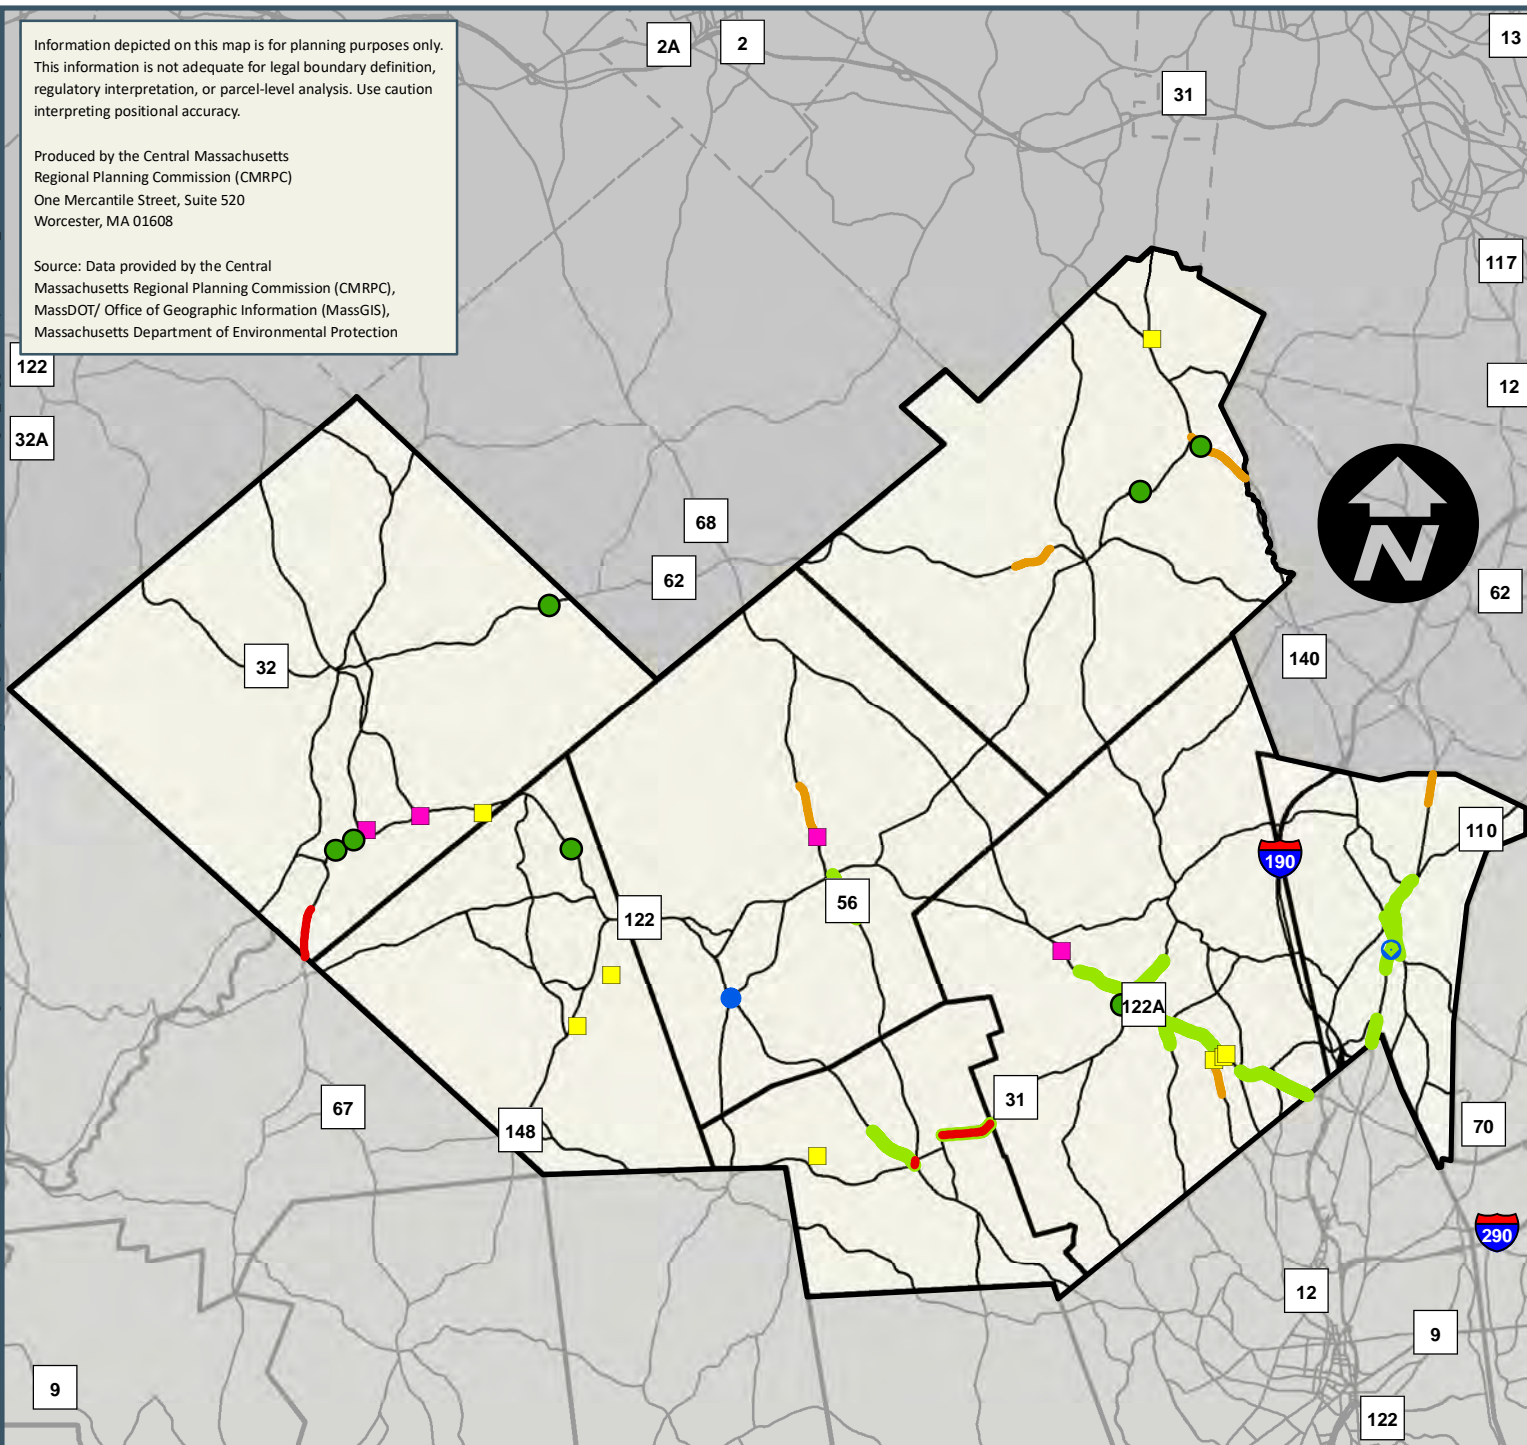 Information depicted on this map is for planning purposes only.
This information is not adequate for legal boundary definition,
regulatory interpretation, or parcel-level analysis. Use caution
interpreting positional accuracy.
Produced by the Central Massachusetts
Regional Planning Commission (CMRPC)
One Mercantile Street, Suite 520
Worcester, MA 01608
Source: Data provided by the Central
Massachusetts Regional Planning Commission (CMRPC),
MassDOT/ Office of Geographic Information (MassGIS),
Massachusetts Department of Environmental Protection
2A
2
13
31
117
122
12
32A
68
62
62
N
32
140
110
190
56
122
122A
31
67
148
70
290
12
9
9
122